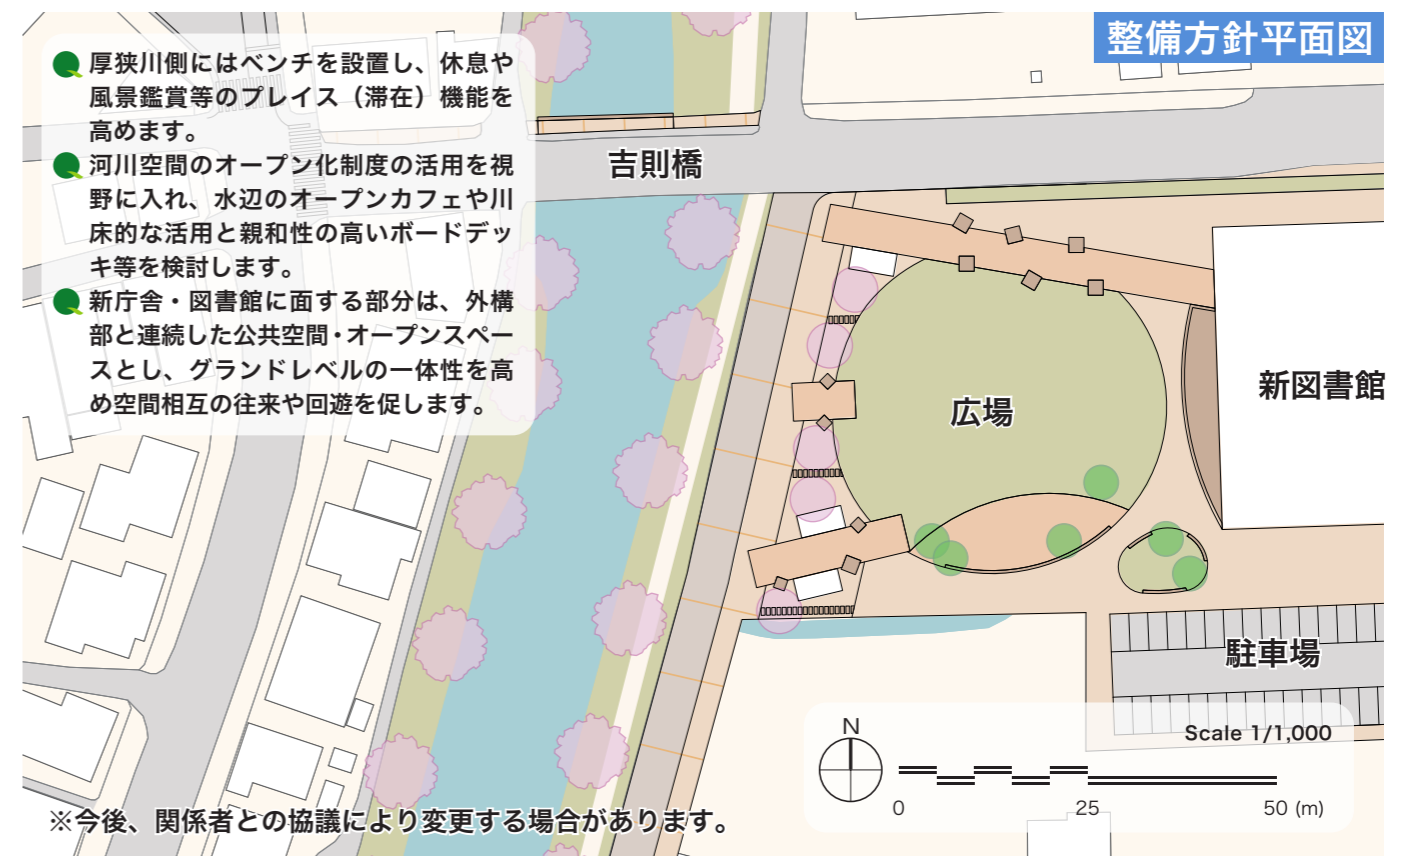 整備方針平面図
厚狭川側にはベンチを設置し、休息や
風景鑑賞等のプレイス（滞在）機能を
高めます。
河川空間のオープン化制度の活用を視
野に入れ、水辺のオープンカフェや川
床的な活用と親和性の高いボードデッ
キ等を検討します。
新庁舎・図書館に面する部分は、外構
部と連続した公共空間・オープンスペー
スとし、グランドレベルの一体性を高
め空間相互の往来や回遊を促します。
吉則橋
新図書館
広場
駐車場
N
Scale 1/1,000
0 25 50 (m)
※今後、関係者との協議により変更する場合があります。